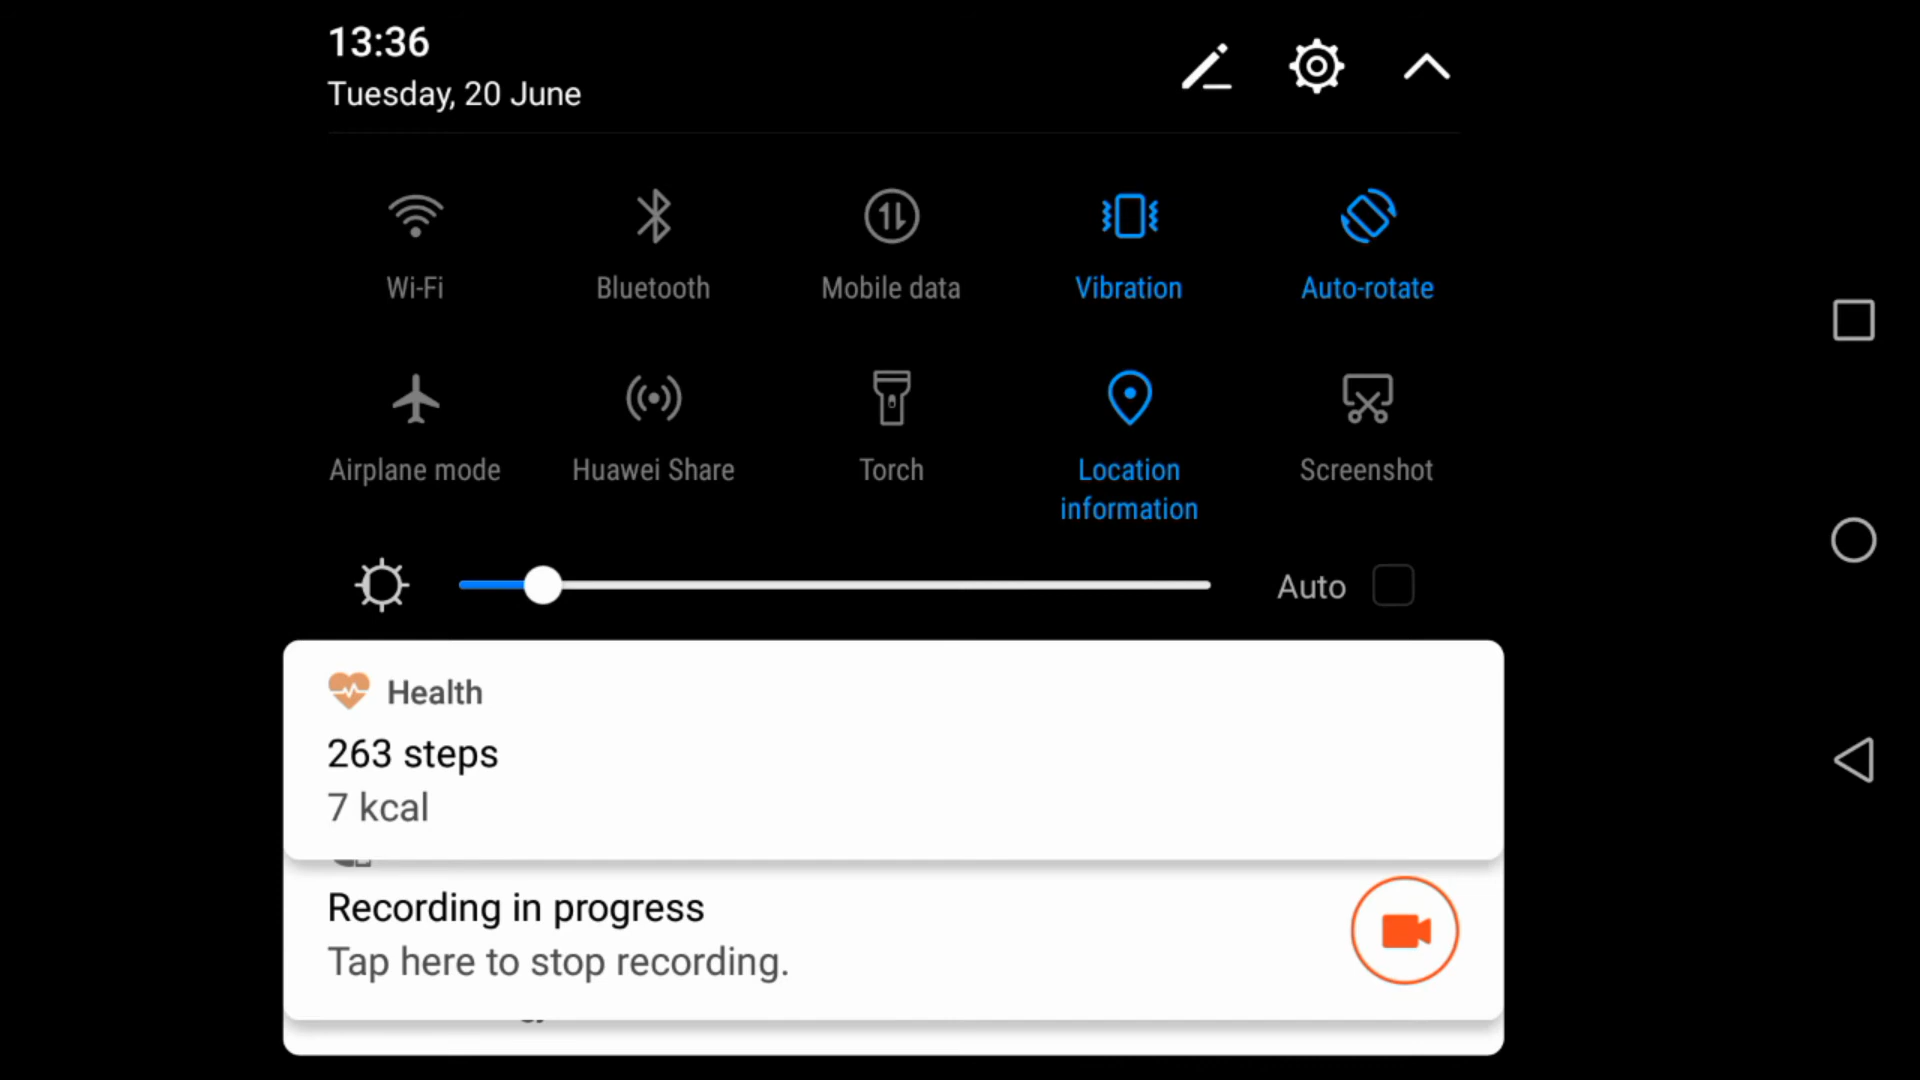 13:36
Tuesday, 20 June
Wi-Fi
Bluetooth
Mobile data
Vibration
Auto-rotate
Airplane mode
Huawei Share
Torch
Location
information
Screenshot
Auto
Health
263 steps
7 kcal
Recording in progress
Tap here to stop recording.